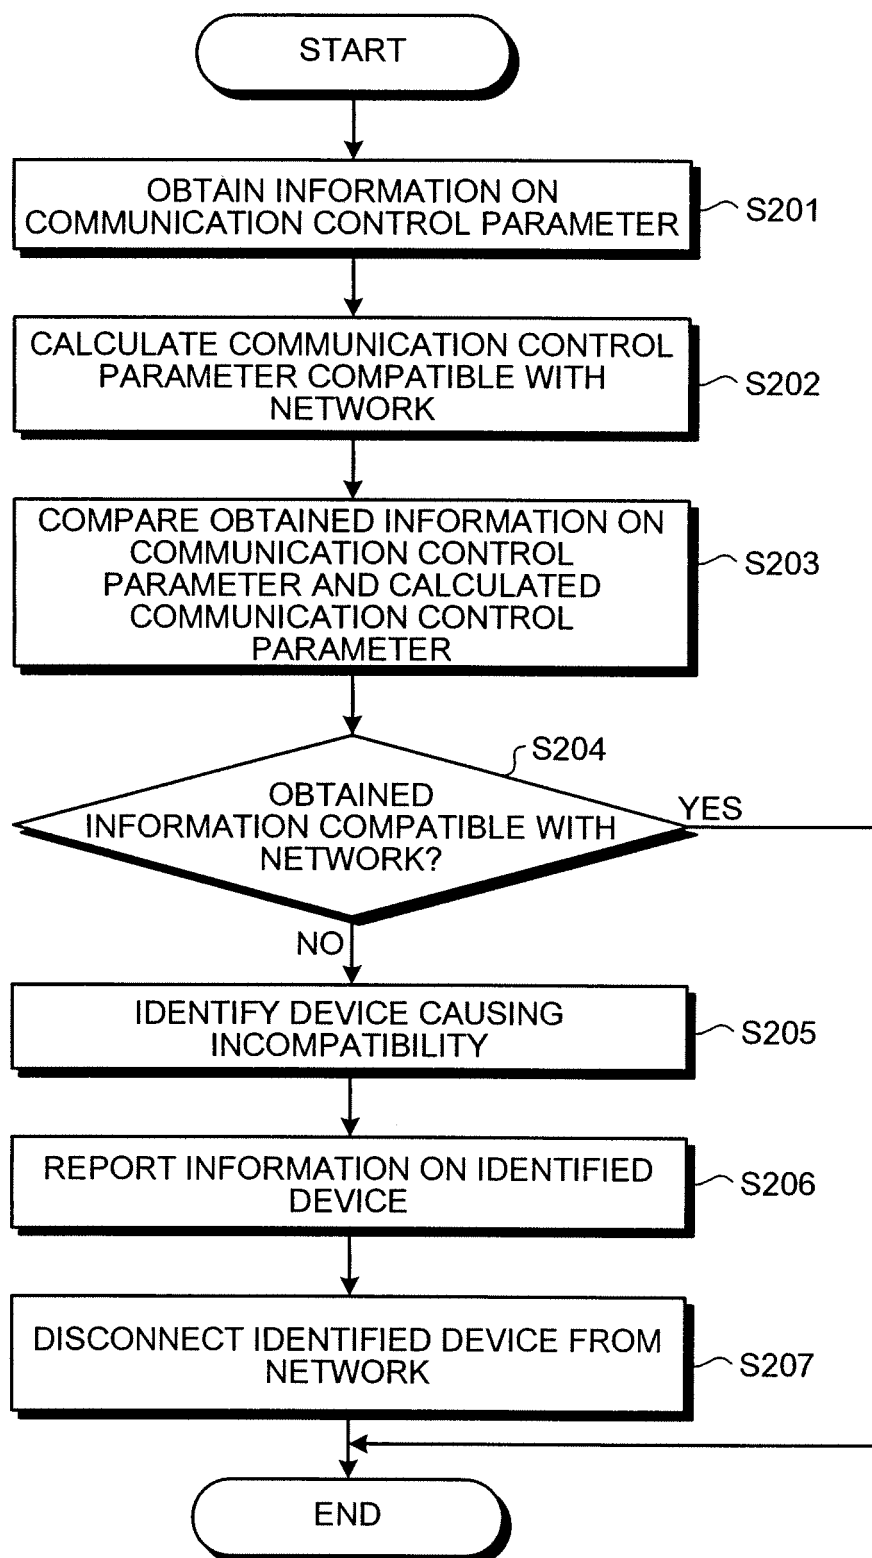 START
OBTAIN INFORMATION ON
COMMUNICATION CONTROL PARAMETER
S201
CALCULATE COMMUNICATION CONTROL
PARAMETER COMPATIBLE WITH
NETWORK
S202
COMPARE OBTAINED INFORMATION ON
COMMUNICATION CONTROL
PARAMETER AND CALCULATED
COMMUNICATION CONTROL
PARAMETER
S203
S204
OBTAINED
INFORMATION COMPATIBLE WITH
NETWORK?
YES
NO
IDENTIFY DEVICE CAUSING
INCOMPATIBILITY
S205
REPORT INFORMATION ON IDENTIFIED
DEVICE
S206
DISCONNECT IDENTIFIED DEVICE FROM
NETWORK
S207
END